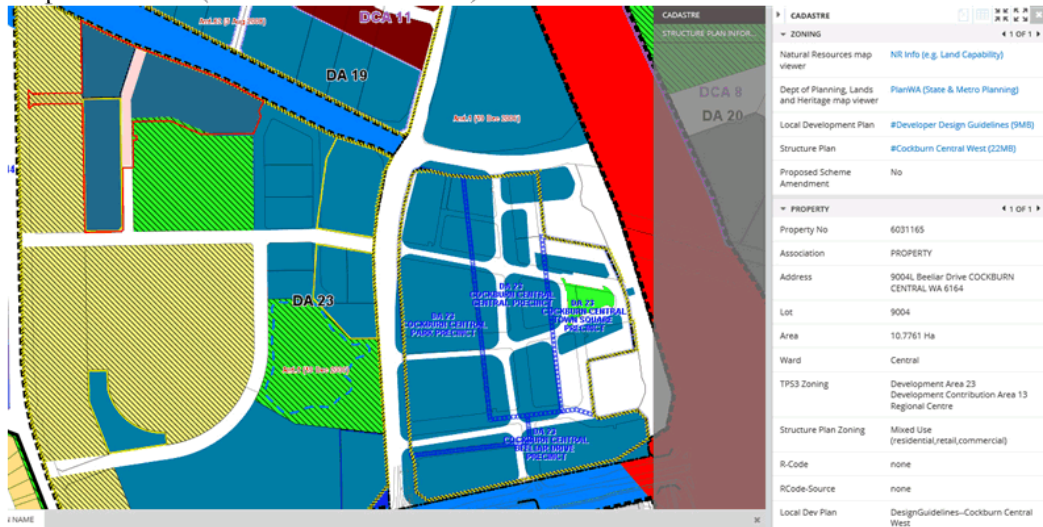 DCA 11
DA 19
DCA 8
DA 20
DA 23
DA 23
COCKBURN CENTRAL
CENTRAL PRECINCT
DA 23
COCKBURN CENTRAL
TOWN SQUARE
PRECINCT
DA 23
COCKBURN CENTRAL
PARK PRECINCT
DA 23
COCKBURN CENTRAL
BEELIAR DRIVE
PRECINCT
CADASTRE
STRUCTURE PLAN INFOR...
CADASTRE
ZONING
1 OF 1
Natural Resources map
viewer
NR Info (e.g. Land Capability)
Dept of Planning, Lands
and Heritage map viewer
PlanWA (State & Metro Planning)
Local Development Plan
#Developer Design Guidelines (9MB)
Structure Plan
#Cockburn Central West (22MB)
Proposed Scheme
Amendment
No
PROPERTY
1 OF 1
Property No
6031165
Association
PROPERTY
Address
9004L Beeliar Drive COCKBURN
CENTRAL WA 6164
Lot
9004
Area
10.7761 Ha
Ward
Central
TPS3 Zoning
Development Area 23
Development Contribution Area 13
Regional Centre
Structure Plan Zoning
Mixed Use
(residential,retail,commercial)
R-Code
none
RCode-Source
none
Local Dev Plan
DesignGuidelines--Cockburn Central
West
NAME